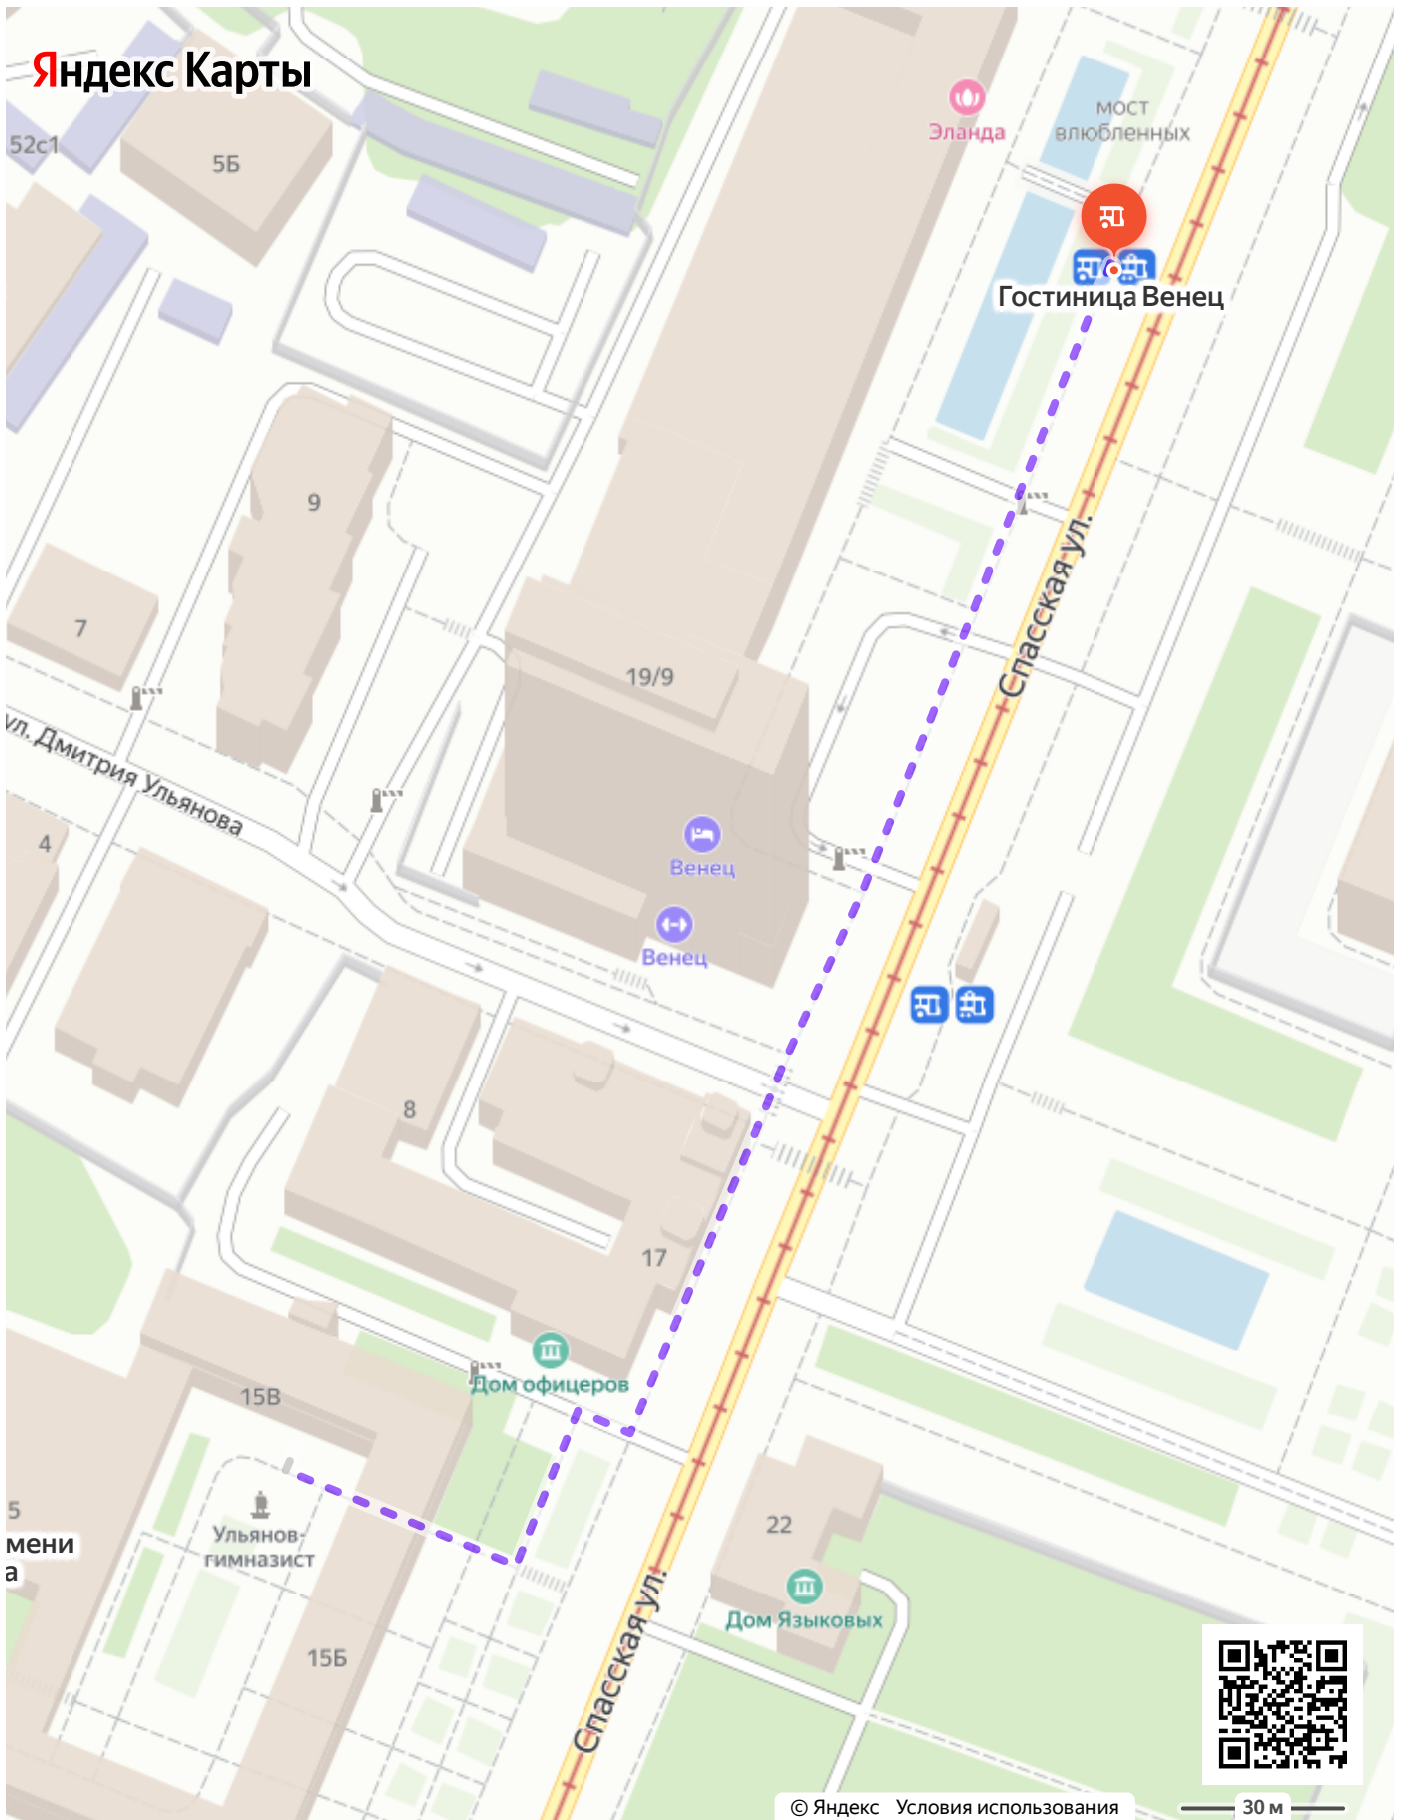 Яндекс Карты
мост
влюбленных
Эланда
52с1
5Б
Гостиница Венец
9
Спасская ул.
7
19/9
ул. Дмитрия Ульянова
4
Венец
Венец
8
17
Дом офицеров
15В
5
мени
а
Ульянов-
гимназист
22
Дом Языковых
15Б
Спасская ул.
© Яндекс Условия использования
30 м